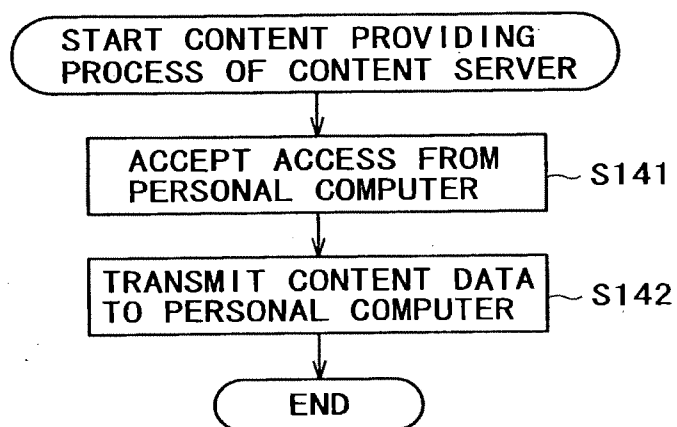 START CONTENT PROVIDING
PROCESS OF CONTENT SERVER
ACCEPT ACCESS FROM
PERSONAL COMPUTER
S141
TRANSMIT CONTENT DATA
TO PERSONAL COMPUTER
S142
END